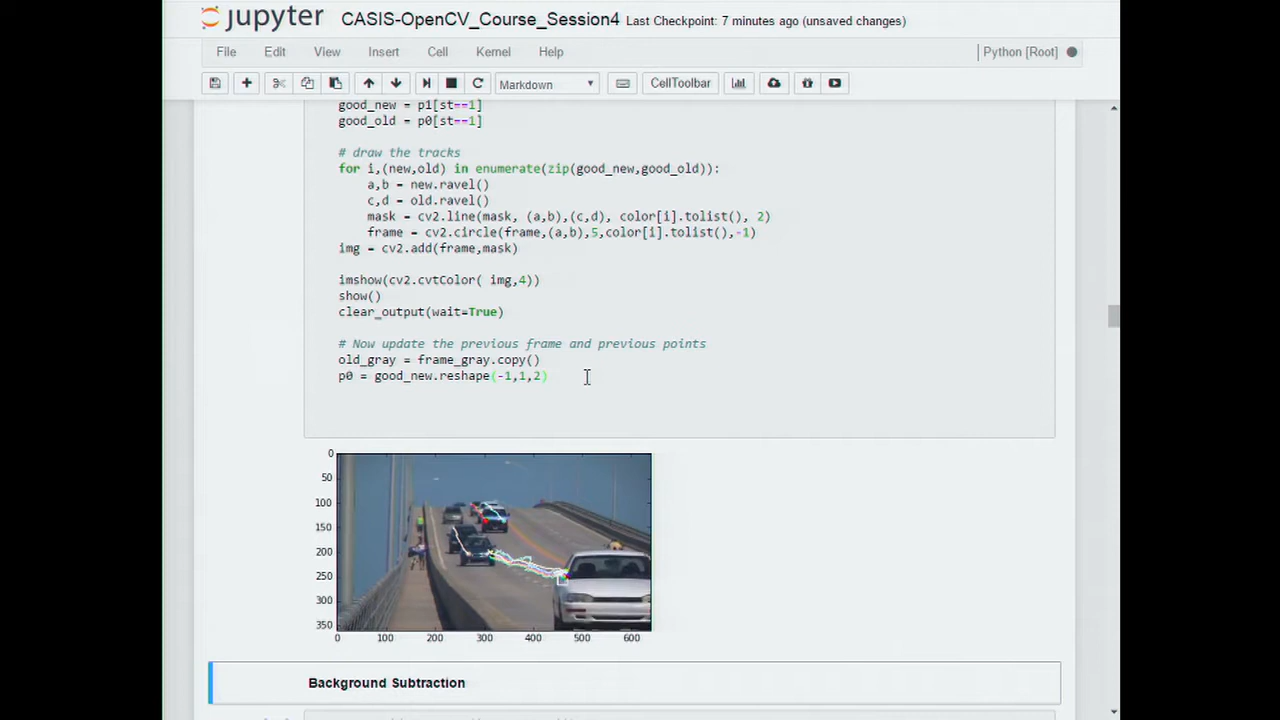 jupyter CASIS-OpenCV_Course_Session4 Last Checkpoint: 7 minutes ago (unsaved changes)
File Edit View Insert Cell Kernel Help Python [Root]
Markdown CellToolbar
good_new = p1[st==1]
good_old = p0[st==1]
# draw the tracks
for i,(new,old) in enumerate(zip(good_new,good_old)):
a,b = new.ravel()
c,d = old.ravel()
mask = cv2.line(mask, (a,b),(c,d), color[i].tolist(), 2)
frame = cv2.circle(frame,(a,b),5,color[i].tolist(),-1)
img = cv2.add(frame,mask)
imshow(cv2.cvtColor( img,4))
show()
clear_output(wait=True)
# Now update the previous frame and previous points
old_gray = frame_gray.copy()
p0 = good_new.reshape(-1,1,2)
0
50
100
150
200
250
300
350
0 100 200 300 400 500 600
Background Subtraction